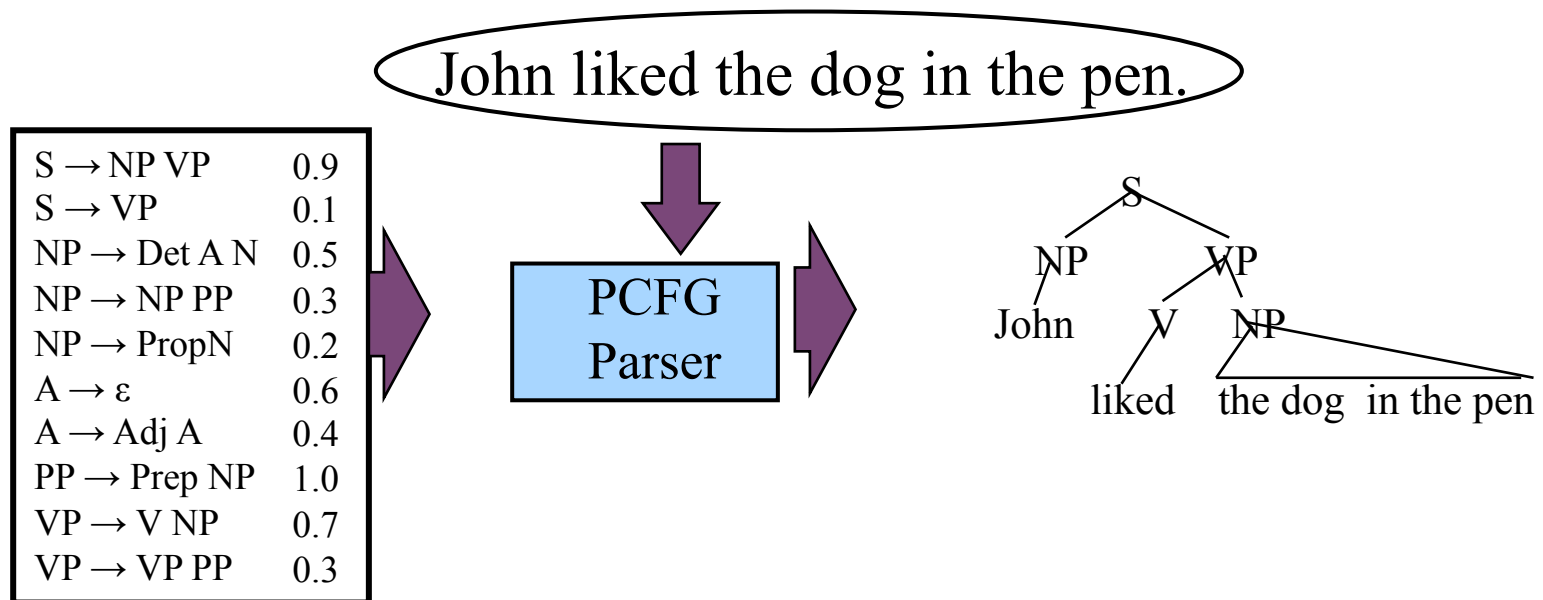 John liked the dog in the pen.
S → NP VP 0.9
S → VP 0.1
NP → Det A N 0.5
NP → NP PP 0.3
NP → PropN 0.2
A → ε 0.6
A → Adj A 0.4
PP → Prep NP 1.0
VP → V NP 0.7
VP → VP PP 0.3
PCFG
Parser
S
NP VP
John V NP
liked the dog in the pen